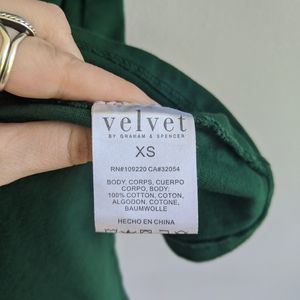 velvet
BY GRAHAM & SPENCER
XS
RN#109220 CA#32054
BODY, CORPS, CUERPO
CORPO, BODY:
100% COTTON, COTON,
ALGODON, COTONE,
BAUMWOLLE
HECHO EN CHINA